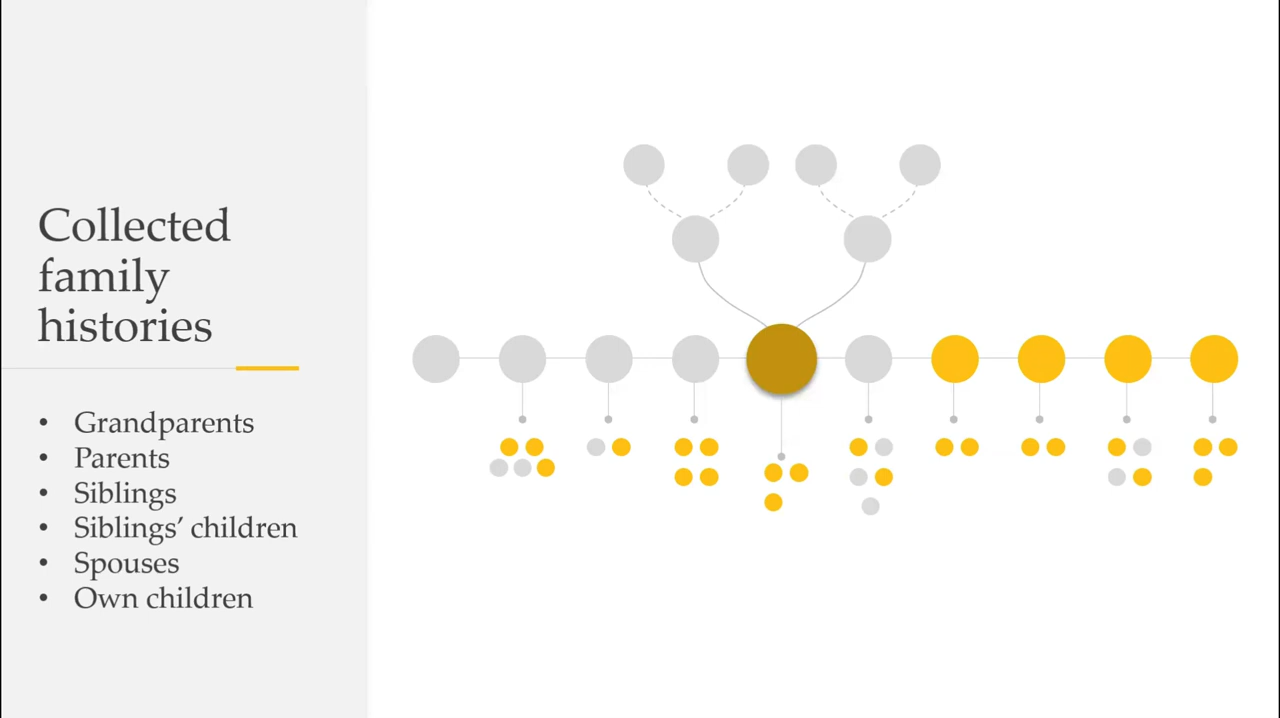 Collected
family
histories
• Grandparents
• Parents
• Siblings
• Siblings’ children
• Spouses
• Own children